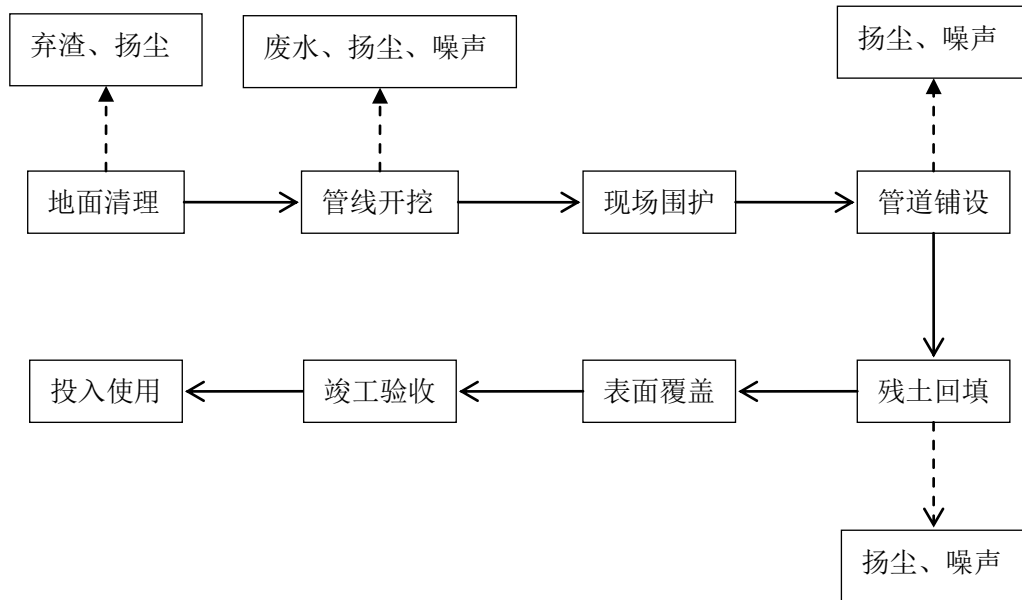 弃渣、扬尘
废水、扬尘、噪声
扬尘、噪声
地面清理
管线开挖
现场围护
管道铺设
投入使用
竣工验收
表面覆盖
残土回填
扬尘、噪声